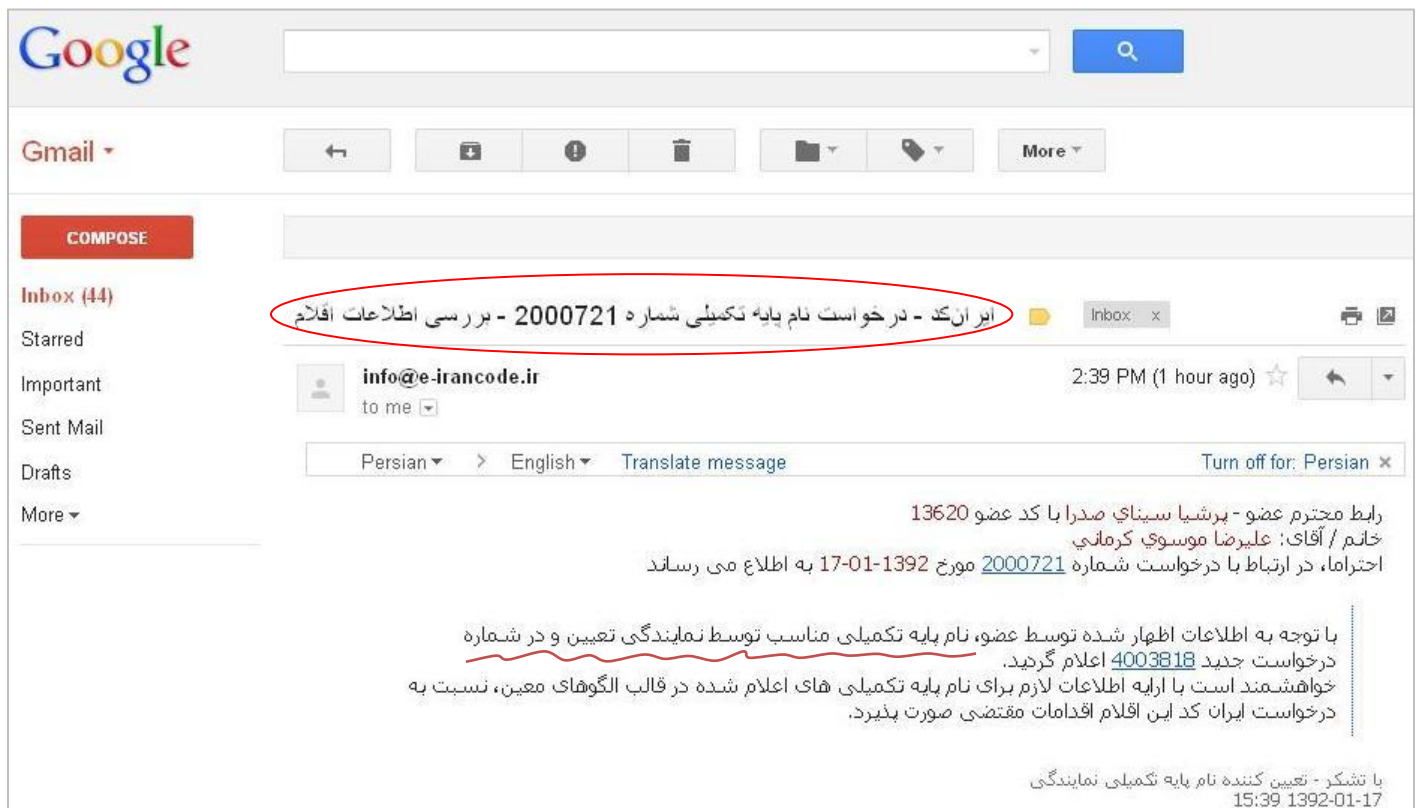 Google
Gmail
More
COMPOSE
Inbox (44)
Starred
Important
Sent Mail
Drafts
More
ایران‌کد - درخواست نام پایه تکمیلی شماره 2000721 - بررسی اطلاعات اقلام
Inbox x
info@e-irancode.ir
2:39 PM (1 hour ago)
to me
Persian > English Translate message Turn off for: Persian x
رابط محترم عضو - پرشیا سیناي صدرا با کد عضو 13620
خانم / آقای: علیرضا موسوي کرماني
احتراما، در ارتباط با درخواست شماره 2000721 مورخ 1392-01-17 به اطلاع می رساند
با توجه به اطلاعات اظهار شده توسط عضو، نام پایه تکمیلی مناسب توسط نمایندگی تعیین و در شماره
درخواست جدید 4003818 اعلام گردید.
خواهشمند است با ارایه اطلاعات لازم برای نام پایه تکمیلی های اعلام شده در قالب الگوهای معین، نسبت به
درخواست ایران کد این اقلام اقدامات مقتضی صورت پذیرد.
با تشکر - تعیین کننده نام پایه تکمیلی نمایندگی
15:39 1392-01-17